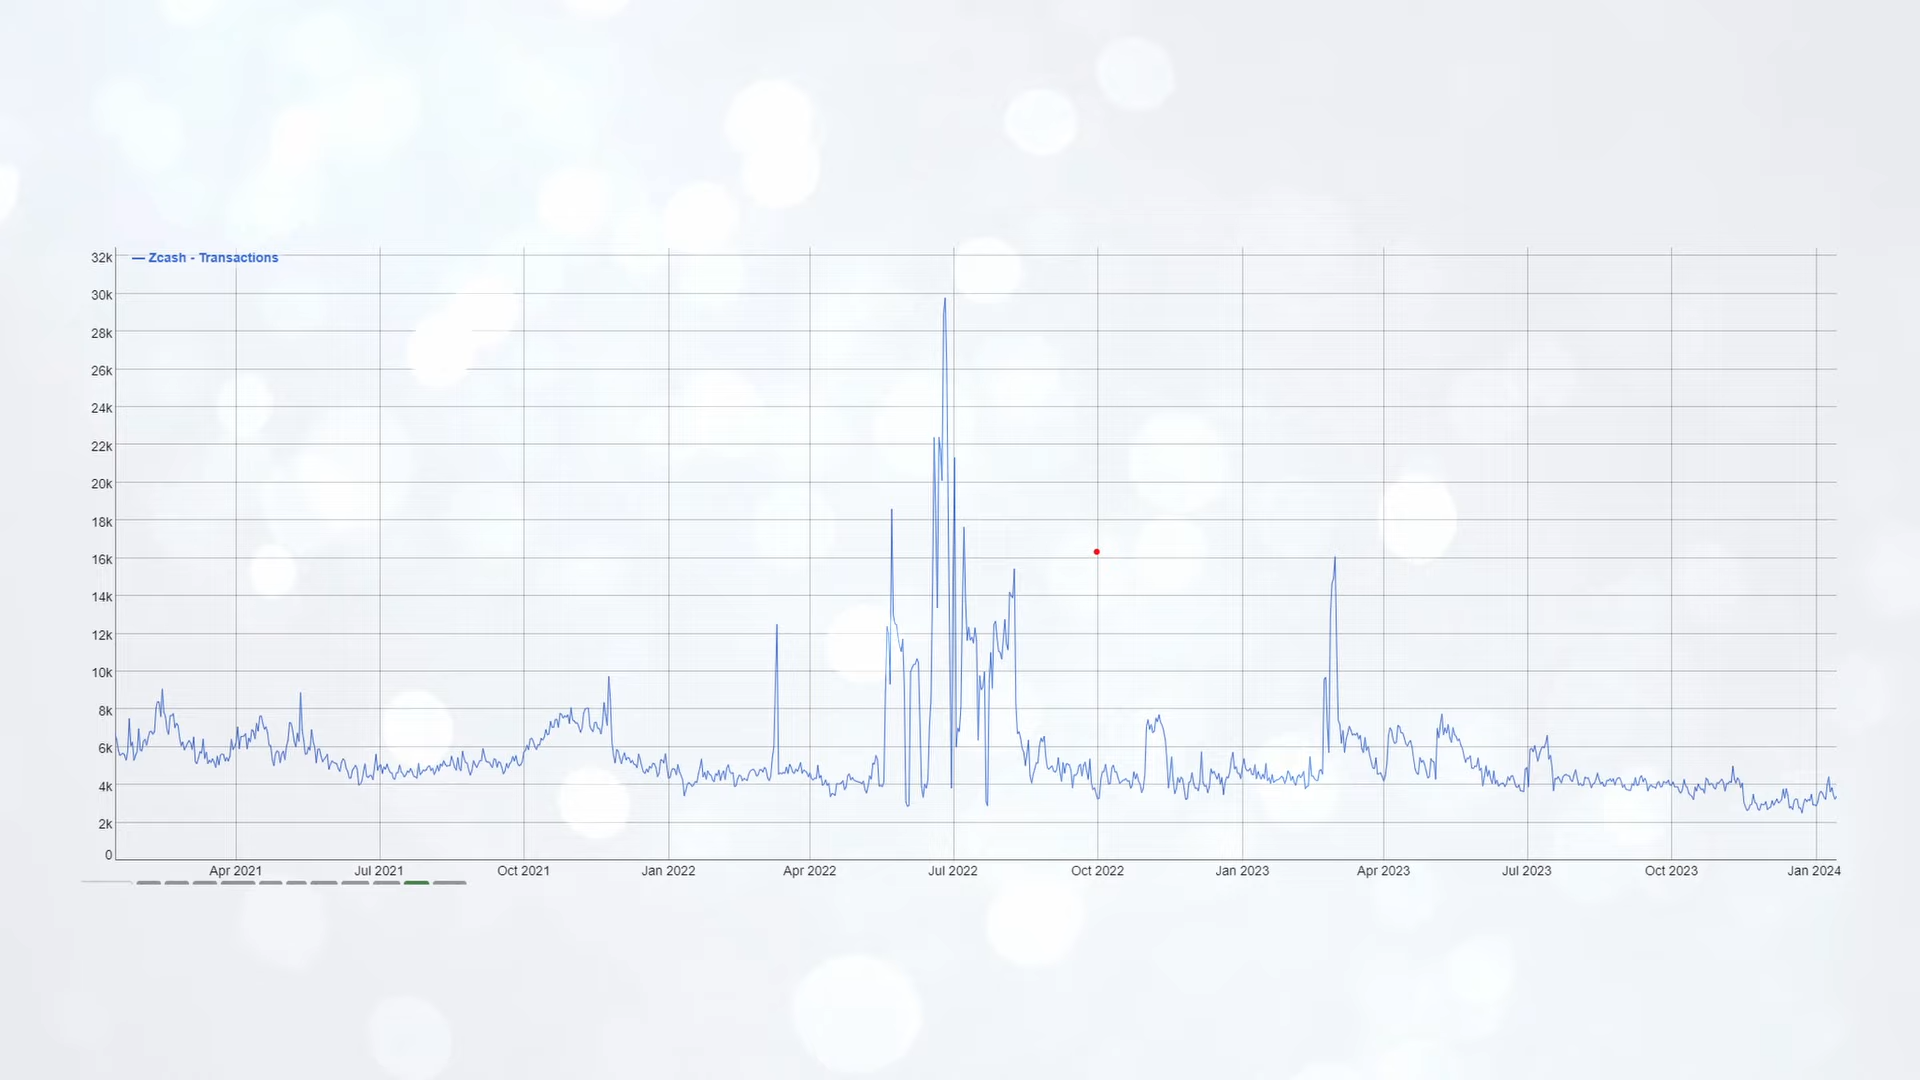 — Zcash - Transactions
32k
30k
28k
26k
24k
22k
20k
18k
16k
14k
12k
10k
8k
6k
4k
2k
0
Apr 2021 Jul 2021 Oct 2021 Jan 2022 Apr 2022 Jul 2022 Oct 2022 Jan 2023 Apr 2023 Jul 2023 Oct 2023 Jan 2024